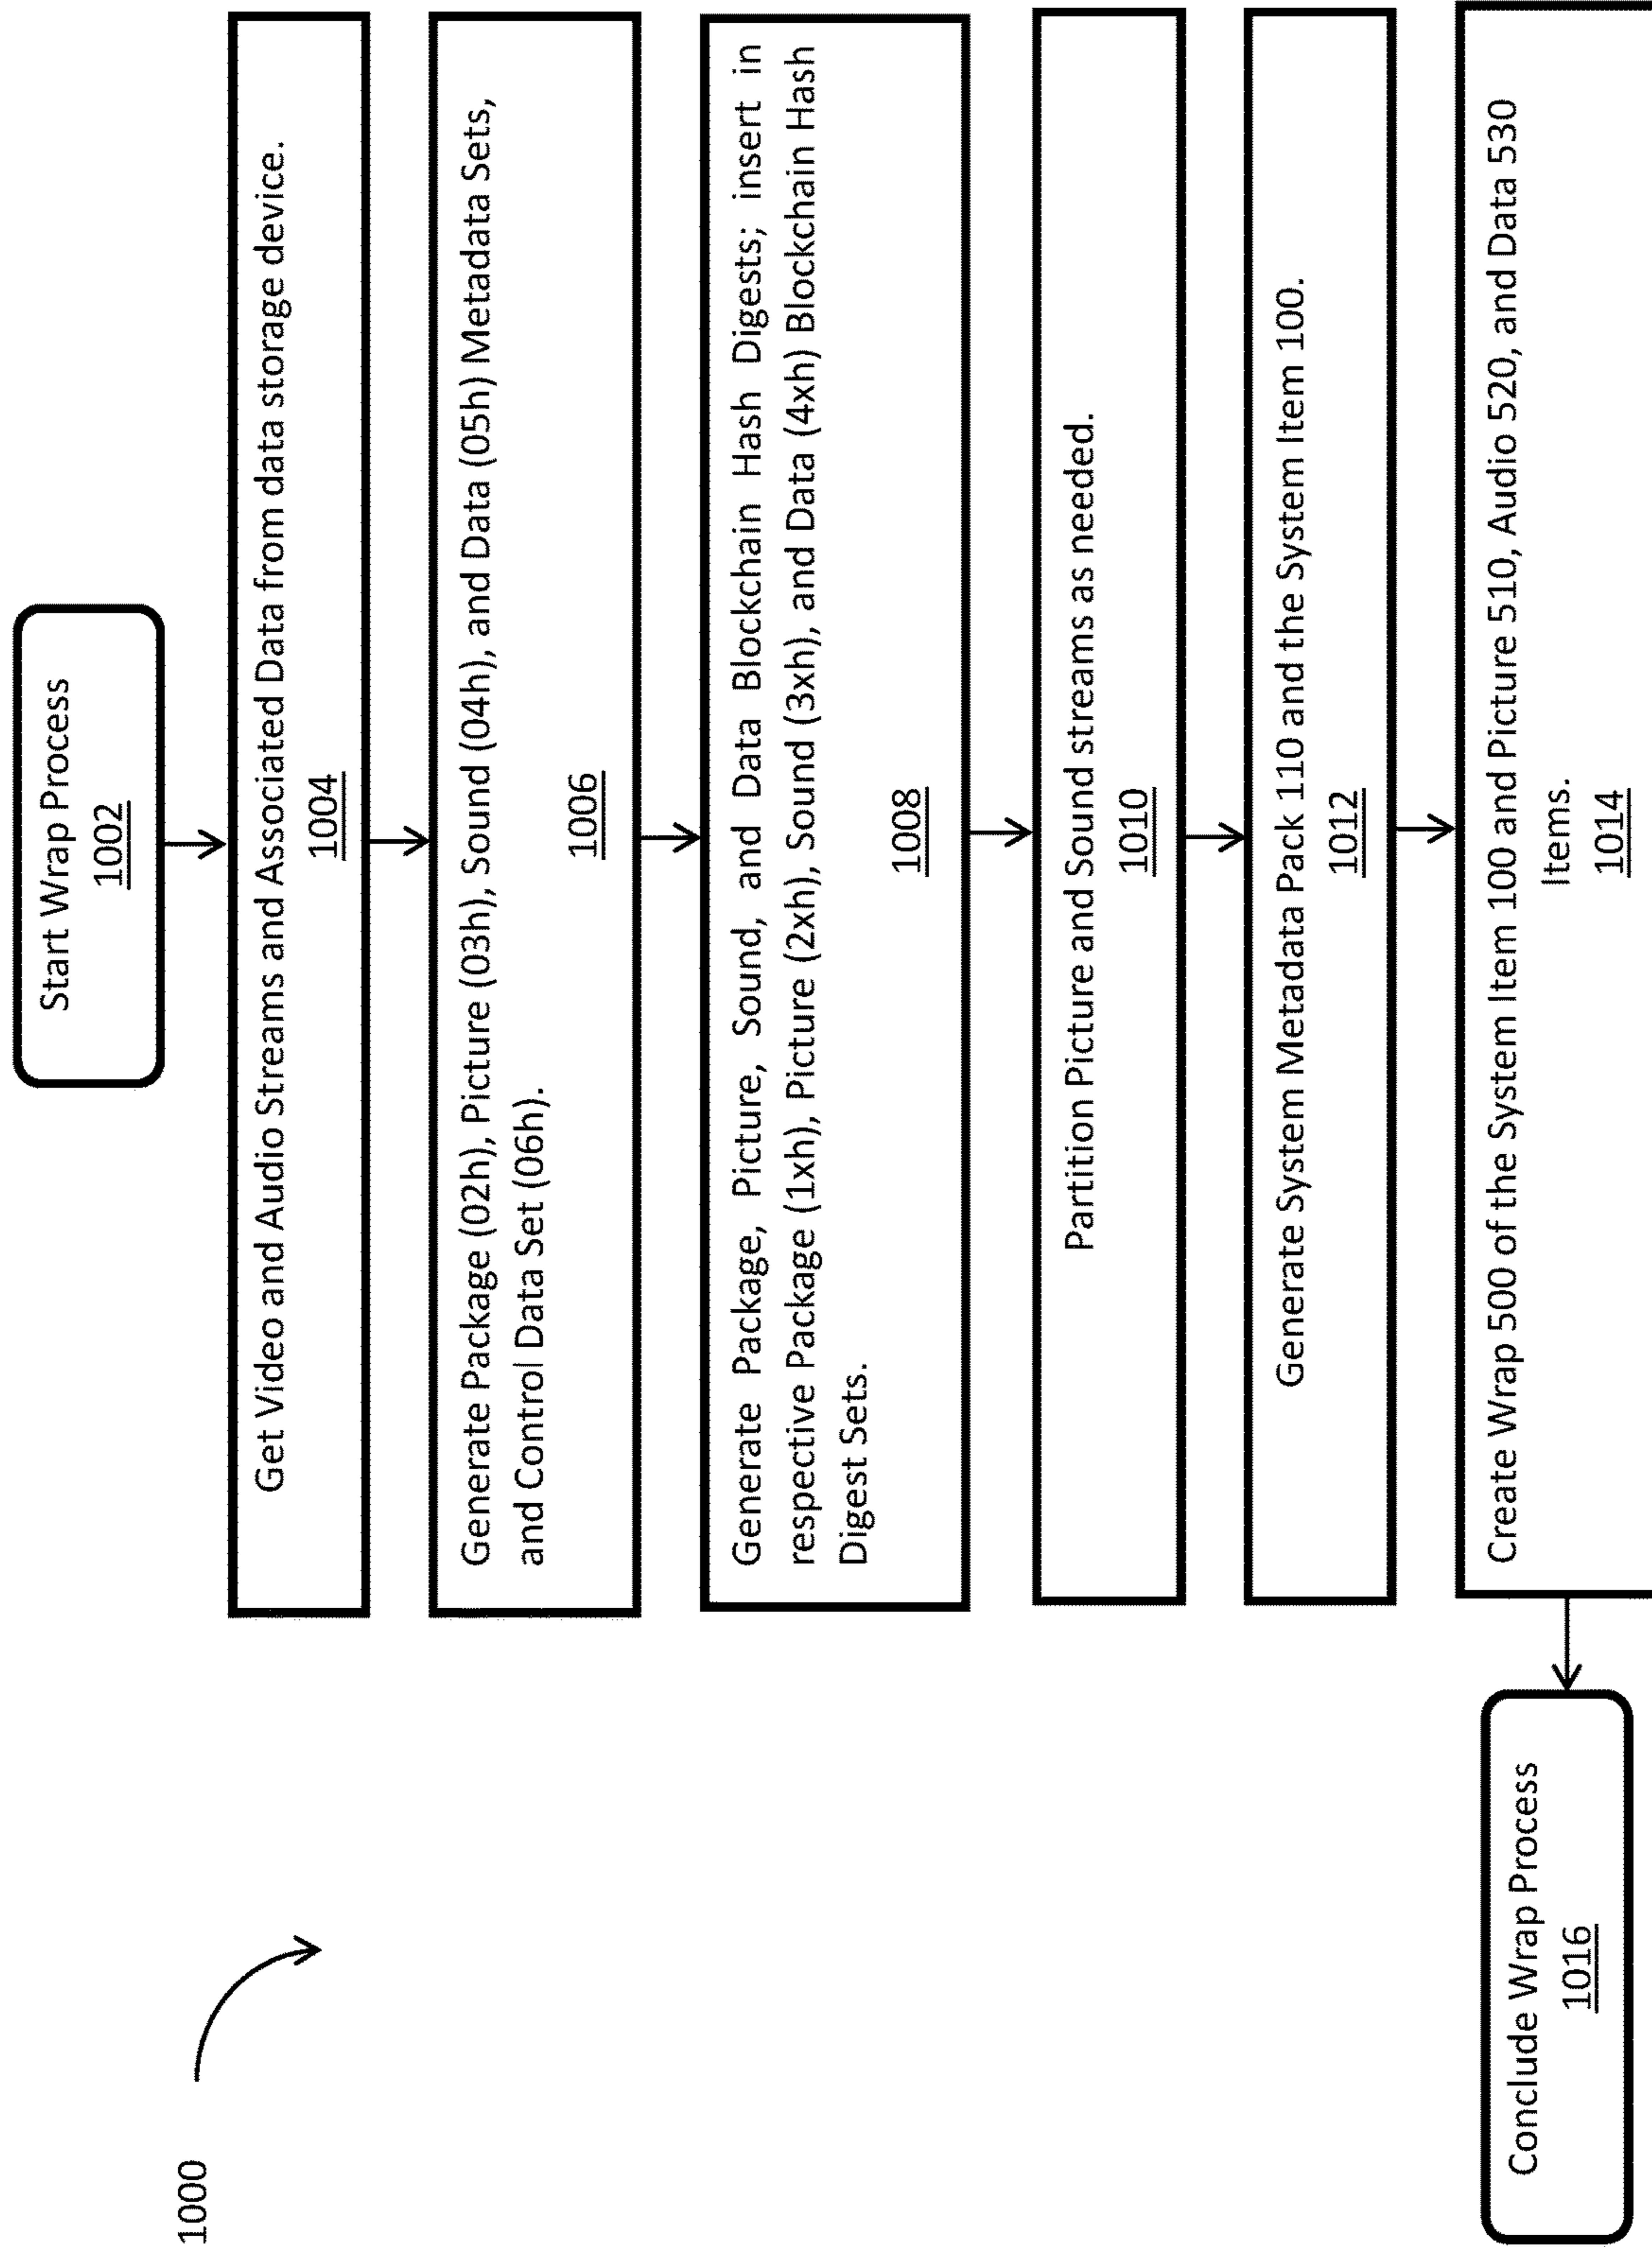 1000
Start Wrap Process
1002
Get Video and Audio Streams and Associated Data from data storage device.
1004
Generate Package (02h), Picture (03h), Sound (04h), and Data (05h) Metadata Sets,
and Control Data Set (06h).
1006
Generate Package, Picture, Sound, and Data Blockchain Hash Digests; insert in
respective Package (1xh), Picture (2xh), Sound (3xh), and Data (4xh) Blockchain Hash
Digest Sets.
1008
Partition Picture and Sound streams as needed.
1010
Generate System Metadata Pack 110 and the System Item 100.
1012
Create Wrap 500 of the System Item 100 and Picture 510, Audio 520, and Data 530
Items.
1014
Conclude Wrap Process
1016